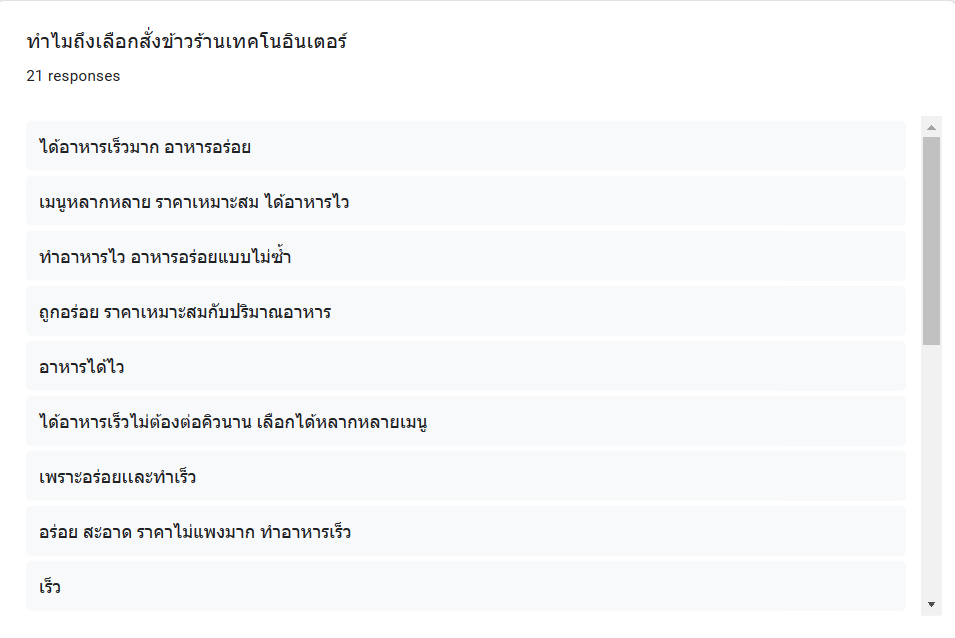 ทำไมถึงเลือกสั่งข้าวร้านเทคโนอินเตอร์
21 responses
ได้อาหารเร็วมาก อาหารอร่อย
เมนูหลากหลาย ราคาเหมาะสม ได้อาหารไว
ทำอาหารไว อาหารอร่อยแบบไม่ซ้ำ
ถูกอร่อย ราคาเหมาะสมกับปริมาณอาหาร
อาหารได้ไว
ได้อาหารเร็วไม่ต้องต่อคิวนาน เลือกได้หลากหลายเมนู
เพราะอร่อยและทำเร็ว
อร่อย สะอาด ราคาไม่แพงมาก ทำอาหารเร็ว
เร็ว